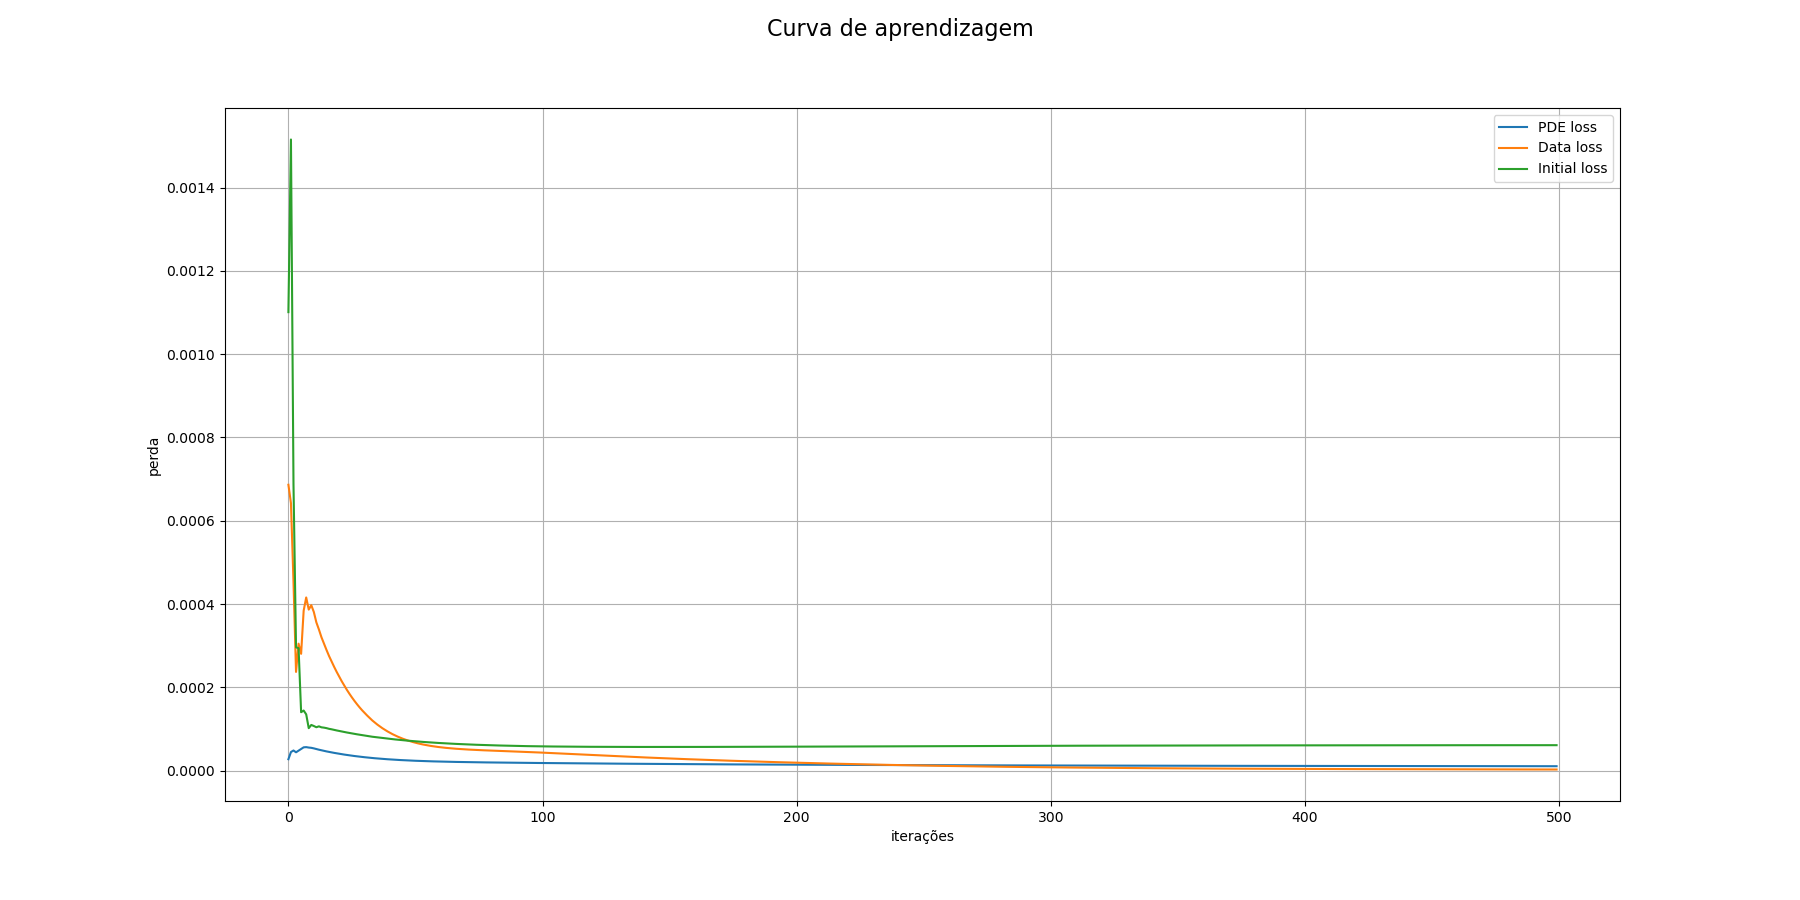 Curva de aprendizagem
PDE loss
Data loss
Initial loss
0.0014
0.0012
0.0010
0.0008
0.0006
0.0004
0.0002
0.0000
perda
0 100 200 300 400 500
iterações